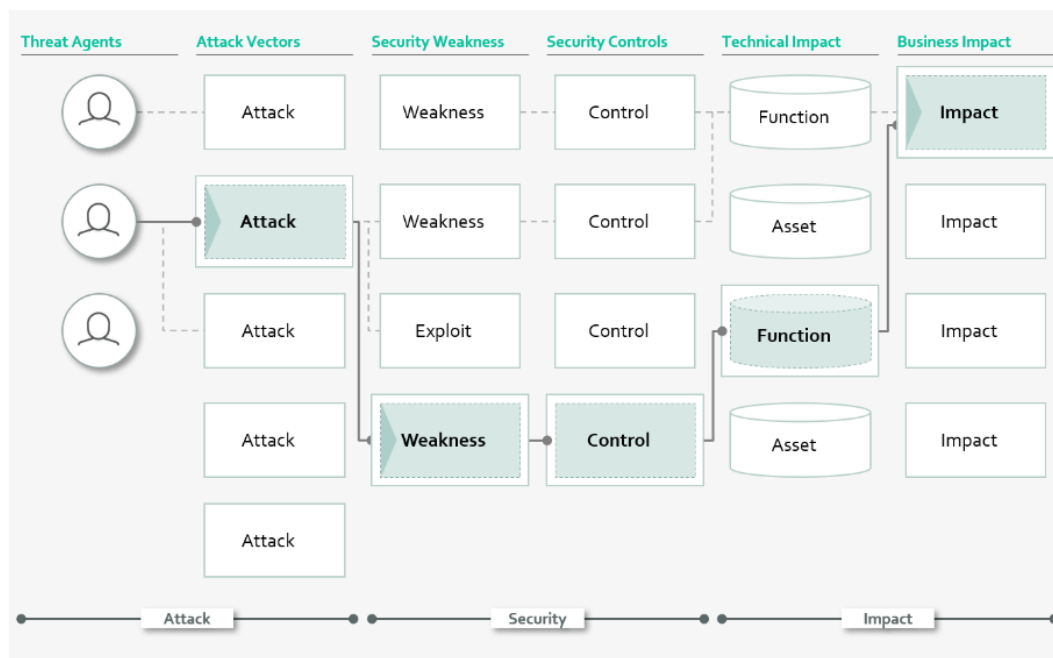 Threat Agents
Attack Vectors
Security Weakness
Security Controls
Technical Impact
Business Impact
Attack
Weakness
Control
Function
Impact
Attack
Weakness
Control
Asset
Impact
Attack
Exploit
Control
Function
Impact
Attack
Weakness
Control
Asset
Impact
Attack
Attack
Security
Impact